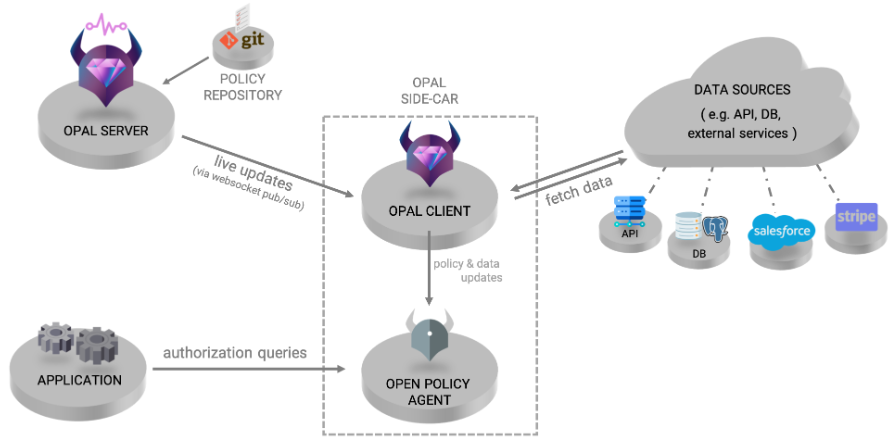 git
POLICY
REPOSITORY
OPAL SERVER
OPAL
SIDE-CAR
DATA SOURCES
( e.g. API, DB,
external services )
live updates
(via websocket pub/sub)
OPAL CLIENT
fetch data
API
DB
salesforce
stripe
policy & data
updates
APPLICATION
authorization queries
OPEN POLICY
AGENT